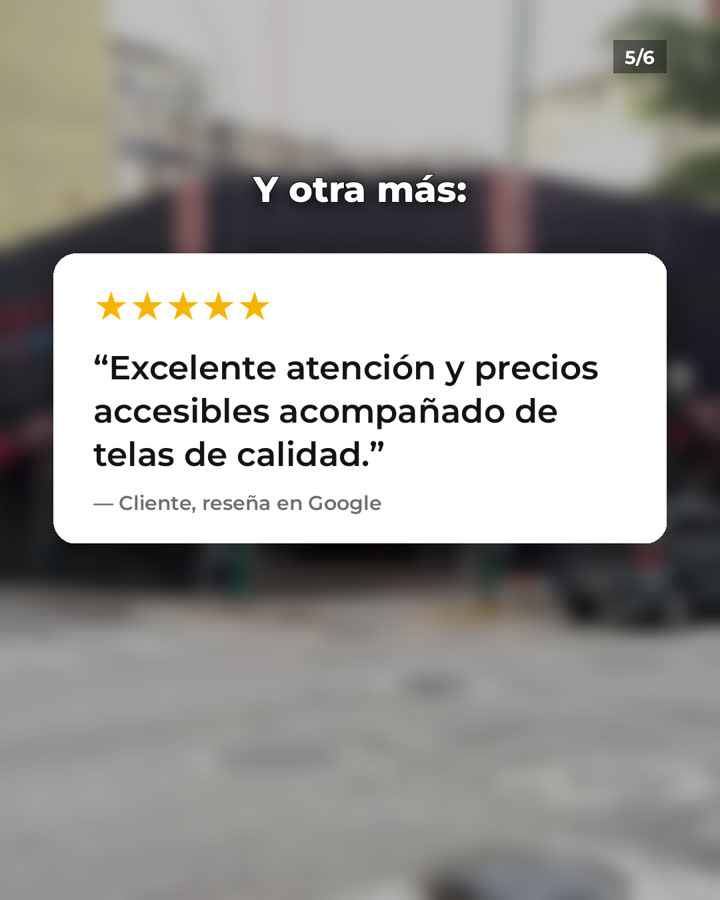 5/6
Y otra más:
★★★★★
“Excelente atención y precios
accesibles acompañado de
telas de calidad.”
— Cliente, reseña en Google